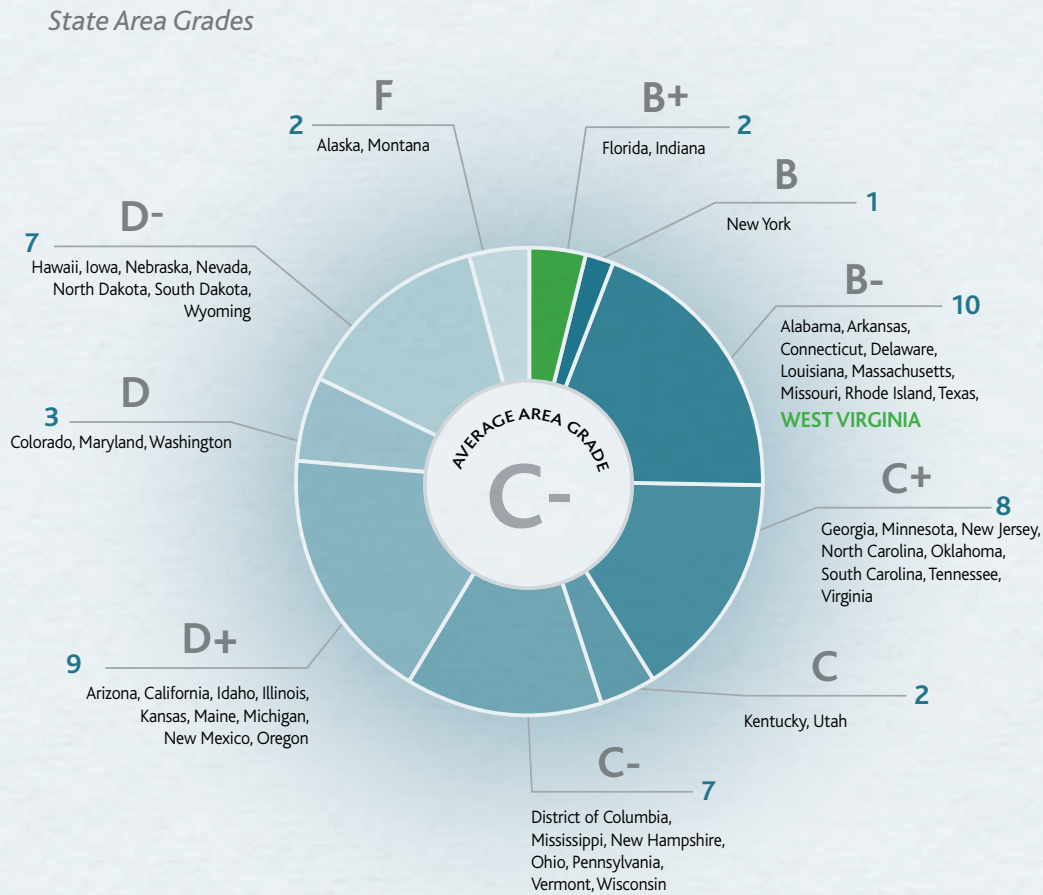 State Area Grades
F
2
Alaska, Montana
B+
2
Florida, Indiana
B
1
New York
B-
10
Alabama, Arkansas,
Connecticut, Delaware,
Louisiana, Massachusetts,
Missouri, Rhode Island, Texas,
WEST VIRGINIA
C+
8
Georgia, Minnesota, New Jersey,
North Carolina, Oklahoma,
South Carolina, Tennessee,
Virginia
C
2
Kentucky, Utah
C-
7
District of Columbia,
Mississippi, New Hampshire,
Ohio, Pennsylvania,
Vermont, Wisconsin
D+
9
Arizona, California, Idaho, Illinois,
Kansas, Maine, Michigan,
New Mexico, Oregon
D
3
Colorado, Maryland, Washington
D-
7
Hawaii, Iowa, Nebraska, Nevada,
North Dakota, South Dakota,
Wyoming
AVERAGE AREA GRADE
C-